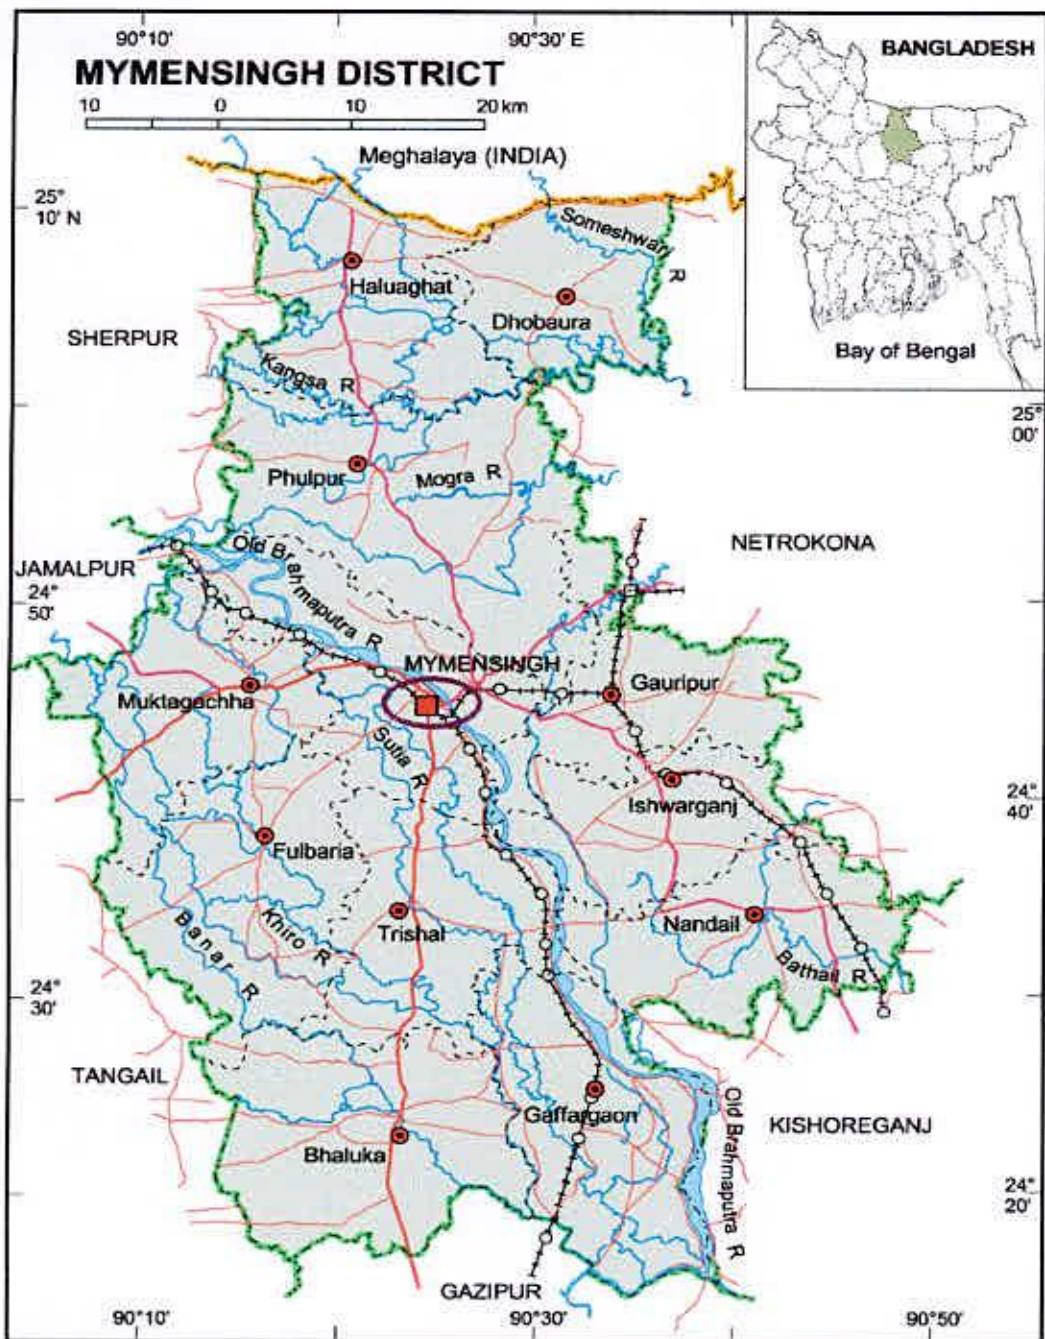 90°10'
90°30' E
MYMENSINGH DISTRICT
10 0 10 20 km
BANGLADESH
Bay of Bengal
Meghalaya (INDIA)
25°
10' N
Someshwari R
Haluaghat
Dhobaura
SHERPUR
Kangsa R
25°
00'
Phulpur
Mogra R
Old Brahmaputra R
NETROKONA
JAMALPUR
24°
50'
MYMENSINGH
Muktagachha
Gauripur
Sutia R
Ishwarganj
24°
40'
Fulbaria
Banar R
Khiro R
Trishal
Nandail
Bathail R
24°
30'
TANGAIL
Gaffargaon
Old Brahmaputra R
KISHOREGANJ
Bhaluka
24°
20'
GAZIPUR
90°10'
90°30'
90°50'